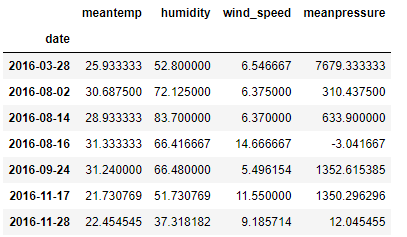 meantemp humidity wind_speed meanpressure
date
2016-03-28 25.933333 52.800000 6.546667 7679.333333
2016-08-02 30.687500 72.125000 6.375000 310.437500
2016-08-14 28.933333 83.700000 6.370000 633.900000
2016-08-16 31.333333 66.416667 14.666667 -3.041667
2016-09-24 31.240000 66.480000 5.496154 1352.615385
2016-11-17 21.730769 51.730769 11.550000 1350.296296
2016-11-28 22.454545 37.318182 9.185714 12.045455